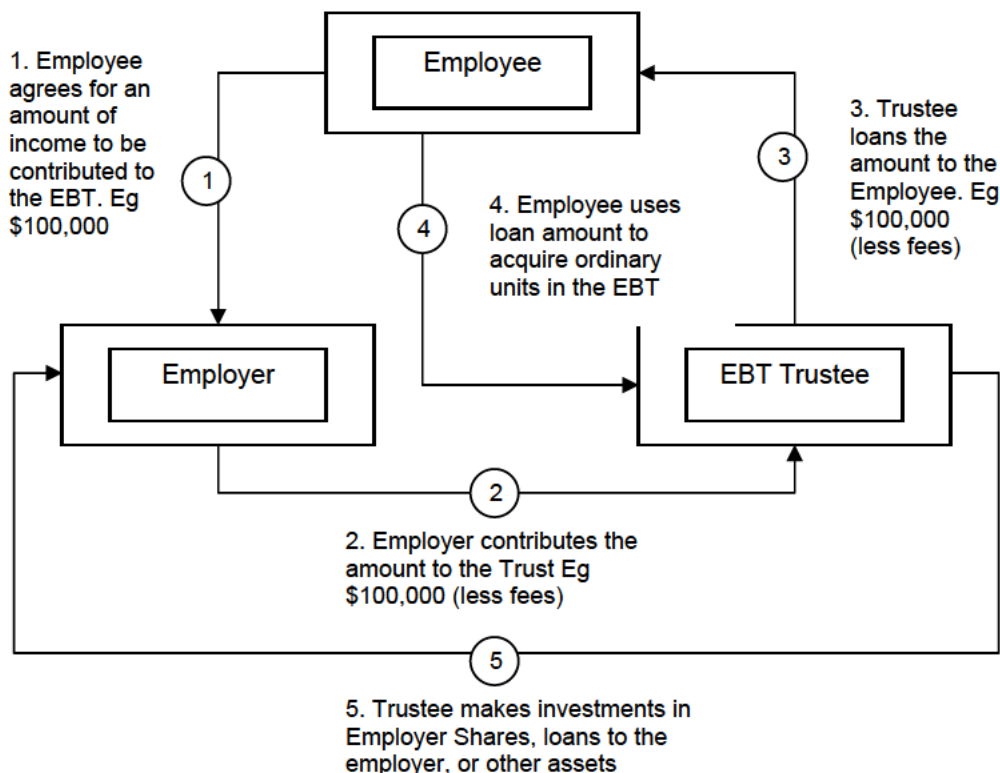 1. Employee
agrees for an
amount of
income to be
contributed to
the EBT. Eg
$100,000
Employee
3. Trustee
loans the
amount to the
Employee. Eg
$100,000
(less fees)
1
3
4
4. Employee uses
loan amount to
acquire ordinary
units in the EBT
Employer
EBT Trustee
2
2. Employer contributes the
amount to the Trust Eg
$100,000 (less fees)
5
5. Trustee makes investments in
Employer Shares, loans to the
employer, or other assets